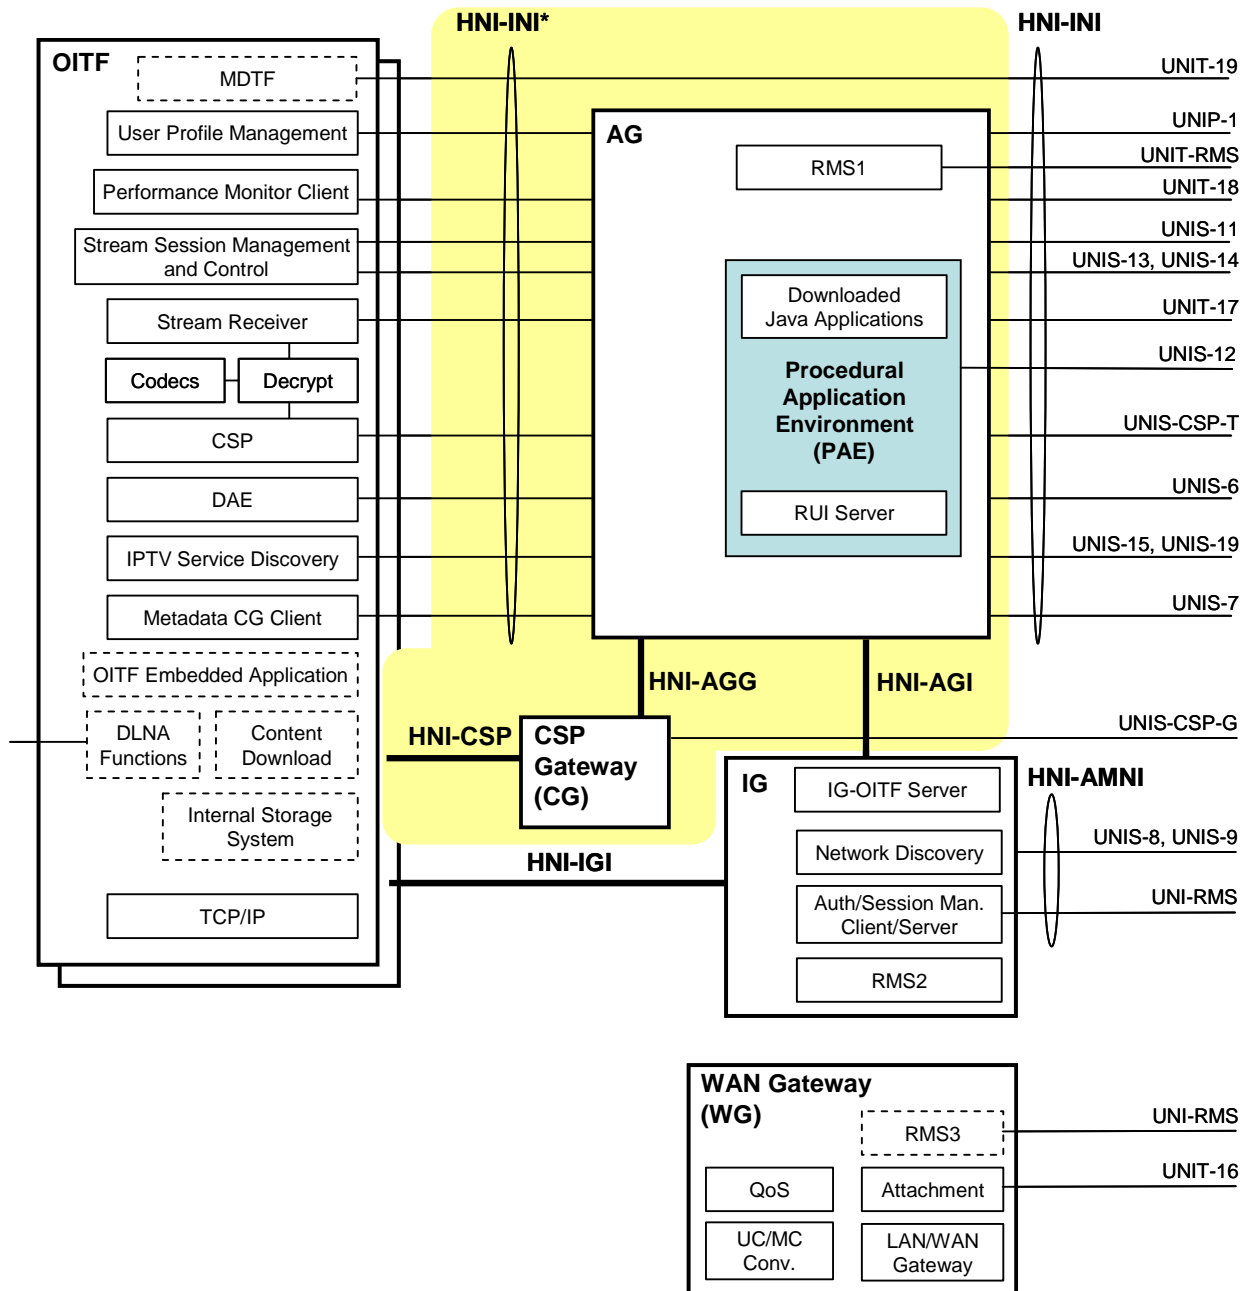 HNI-INI*
HNI-INI
OITF
MDTF
UNIT-19
User Profile Management
AG
UNIP-1
RMS1
UNIT-RMS
Performance Monitor Client
UNIT-18
Stream Session Management
and Control
UNIS-11
UNIS-13, UNIS-14
Downloaded
Java Applications
Stream Receiver
UNIT-17
UNIS-12
Codecs
Decrypt
Procedural
Application
Environment
(PAE)
CSP
UNIS-CSP-T
DAE
UNIS-6
RUI Server
IPTV Service Discovery
UNIS-15, UNIS-19
Metadata CG Client
UNIS-7
OITF Embedded Application
HNI-AGG
HNI-AGI
DLNA
Functions
Content
Download
HNI-CSP
CSP
Gateway
(CG)
UNIS-CSP-G
IG
IG-OITF Server
HNI-AMNI
Internal Storage
System
Network Discovery
UNIS-8, UNIS-9
HNI-IGI
Auth/Session Man.
Client/Server
UNI-RMS
TCP/IP
RMS2
WAN Gateway
(WG)
RMS3
UNI-RMS
QoS
Attachment
UNIT-16
UC/MC
Conv.
LAN/WAN
Gateway